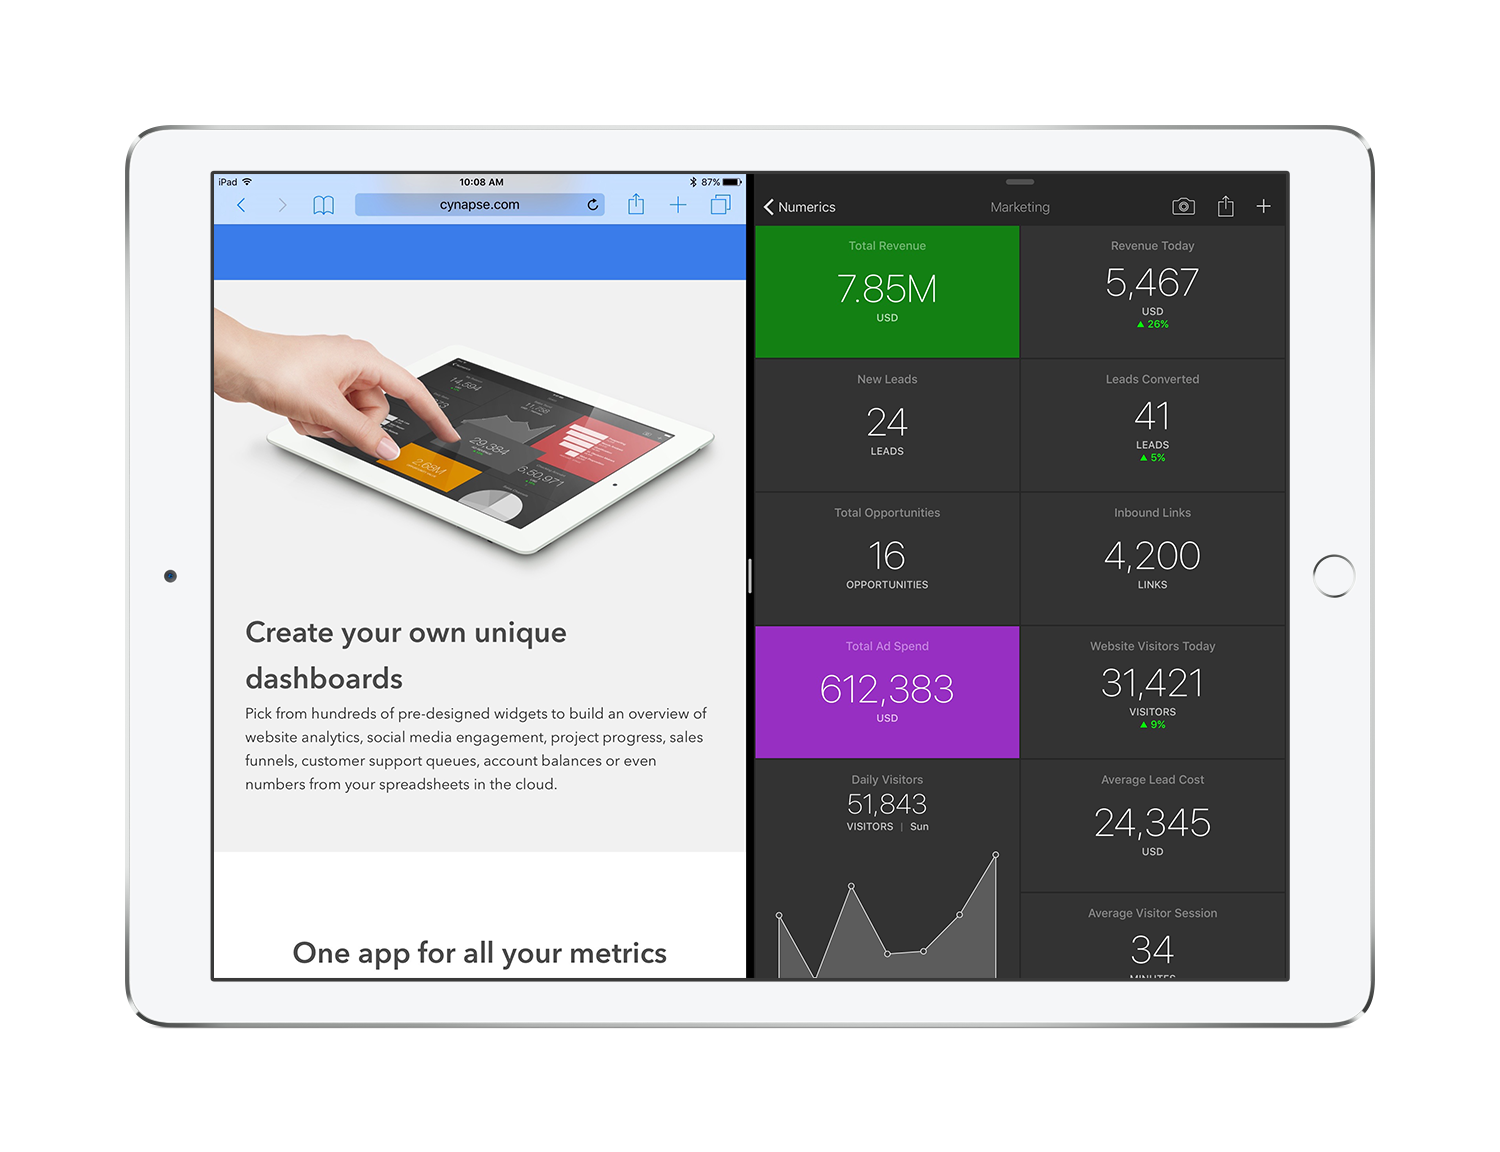 iPad
10:08 AM
87%
cynapse.com
Create your own unique
dashboards
Pick from hundreds of pre-designed widgets to build an overview of
website analytics, social media engagement, project progress, sales
funnels, customer support queues, account balances or even
numbers from your spreadsheets in the cloud.
One app for all your metrics
Numerics
Marketing
Total Revenue
7.85M
USD
Revenue Today
5,467
USD
▲ 26%
New Leads
24
LEADS
Leads Converted
41
LEADS
▲ 5%
Total Opportunities
16
OPPORTUNITIES
Inbound Links
4,200
LINKS
Total Ad Spend
612,383
USD
Website Visitors Today
31,421
VISITORS
▲ 9%
Daily Visitors
51,843
VISITORS | Sun
Average Lead Cost
24,345
USD
Average Visitor Session
34
MINUTES